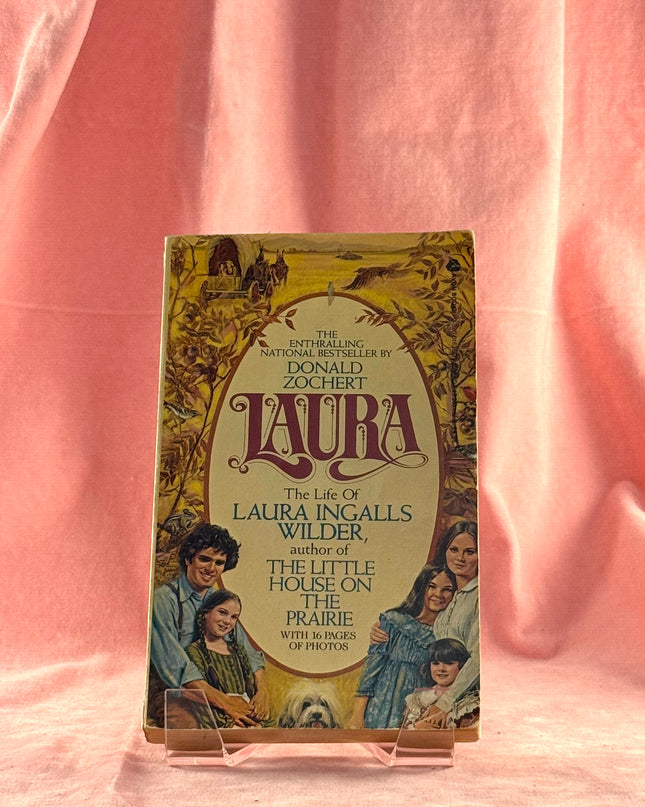 THE
ENTHRALLING
NATIONAL BESTSELLER BY
DONALD
ZOCHERT
LAURA
The Life Of
LAURA INGALLS
WILDER,
author of
THE LITTLE
HOUSE ON
THE
PRAIRIE
WITH 16 PAGES
OF PHOTOS